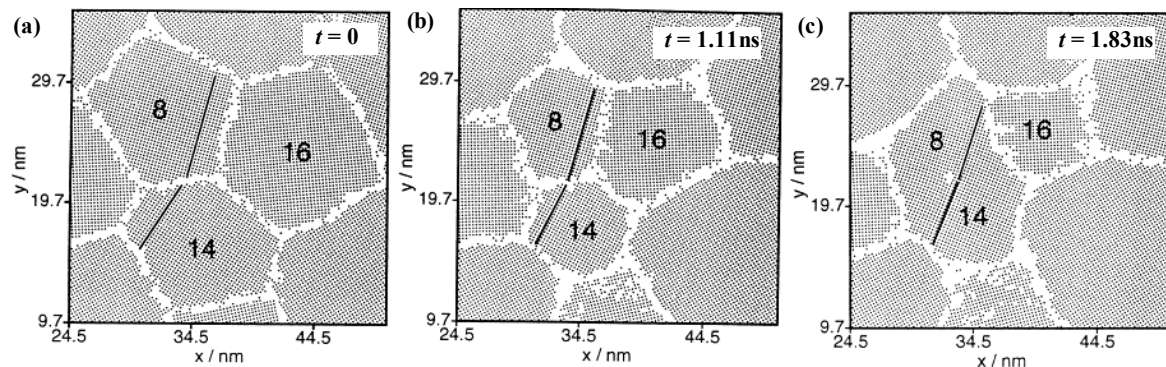 (a)
t = 0
29.7
19.7
9.7
y / nm
8
16
14
24.5 34.5 44.5
x / nm
(b)
t = 1.11ns
29.7
19.7
9.7
y / nm
8
16
14
24.5 34.5 44.5
x / nm
(c)
t = 1.83ns
29.7
19.7
9.7
y / nm
8
16
14
24.5 34.5 44.5
x / nm